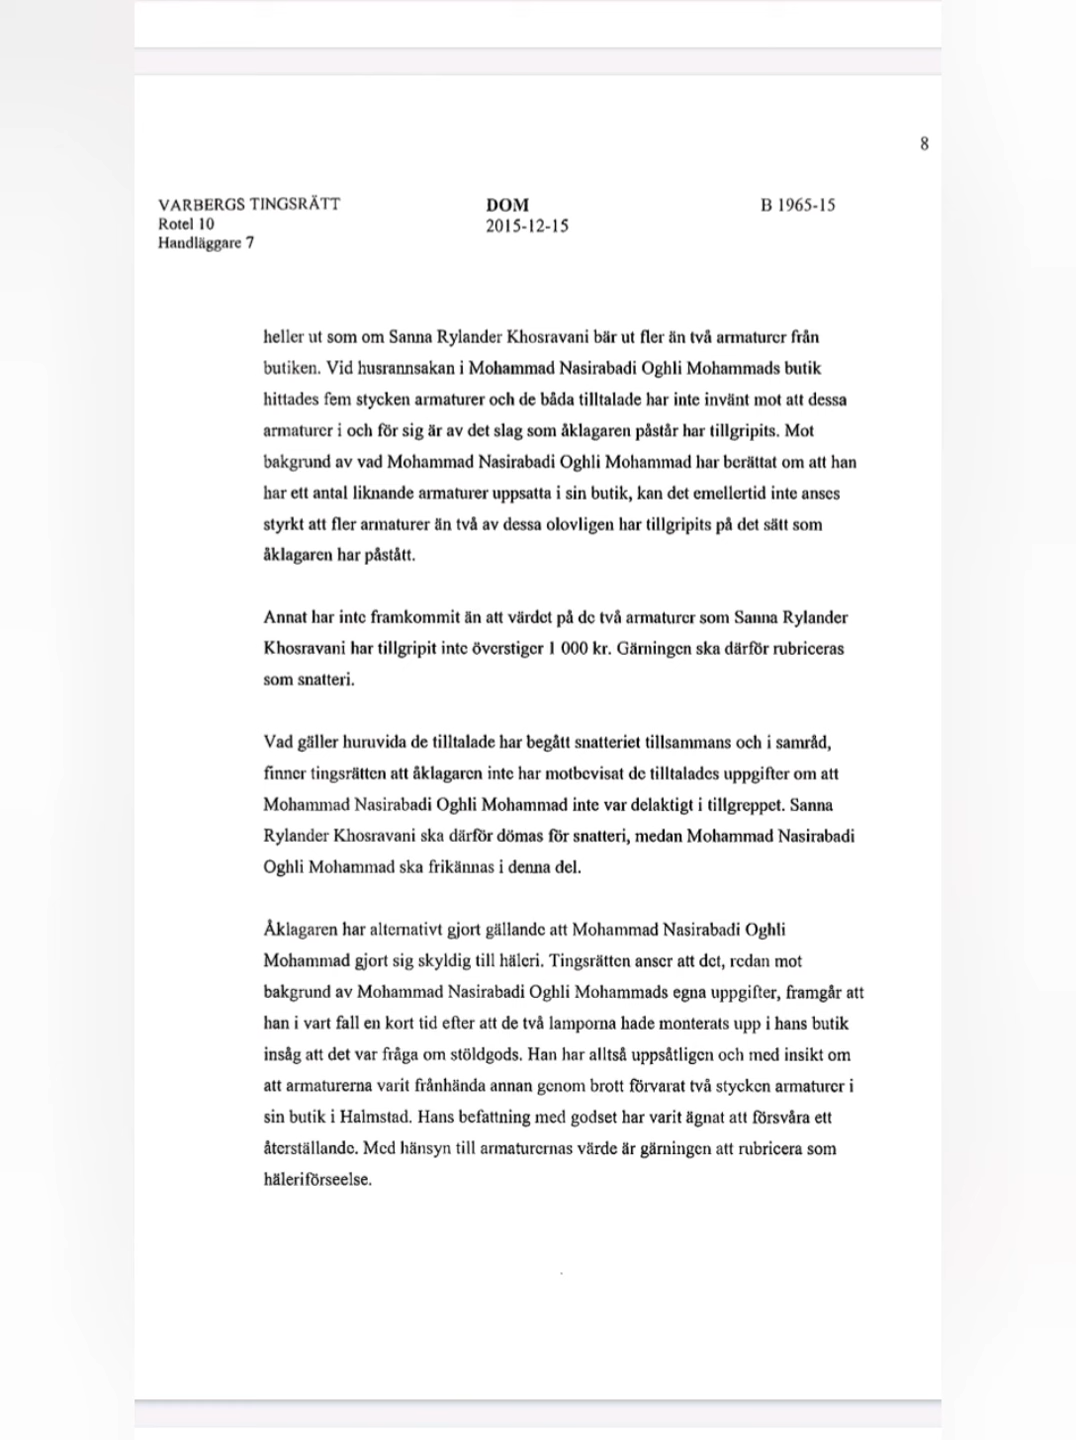 8
VARBERGS TINGSRÄTT DOM B 1965-15
Rotel 10 2015-12-15
Handläggare 7
heller ut som om Sanna Rylander Khosravani bär ut fler än två armaturer från
butiken. Vid husrannsakan i Mohammad Nasirabadi Oghli Mohammads butik
hittades fem stycken armaturer och de båda tilltalade har inte invänt mot att dessa
armaturer i och för sig är av det slag som åklagaren påstår har tillgripits. Mot
bakgrund av vad Mohammad Nasirabadi Oghli Mohammad har berättat om att han
har ett antal liknande armaturer uppsatta i sin butik, kan det emellertid inte anses
styrkt att fler armaturer än två av dessa olovligen har tillgripits på det sätt som
åklagaren har påstått.
Annat har inte framkommit än att värdet på de två armaturer som Sanna Rylander
Khosravani har tillgripit inte överstiger 1 000 kr. Gärningen ska därför rubriceras
som snatteri.
Vad gäller huruvida de tilltalade har begått snatteriet tillsammans och i samråd,
finner tingsrätten att åklagaren inte har motbevisat de tilltalades uppgifter om att
Mohammad Nasirabadi Oghli Mohammad inte var delaktigt i tillgreppet. Sanna
Rylander Khosravani ska därför dömas för snatteri, medan Mohammad Nasirabadi
Oghli Mohammad ska frikännas i denna del.
Åklagaren har alternativt gjort gällande att Mohammad Nasirabadi Oghli
Mohammad gjort sig skyldig till häleri. Tingsrätten anser att det, redan mot
bakgrund av Mohammad Nasirabadi Oghli Mohammads egna uppgifter, framgår att
han i vart fall en kort tid efter att de två lamporna hade monterats upp i hans butik
insåg att det var fråga om stöldgods. Han har alltså uppsåtligen och med insikt om
att armaturerna varit frånhända annan genom brott förvarat två stycken armaturer i
sin butik i Halmstad. Hans befattning med godset har varit ägnat att försvåra ett
återställande. Med hänsyn till armaturernas värde är gärningen att rubricera som
häleriförseelse.